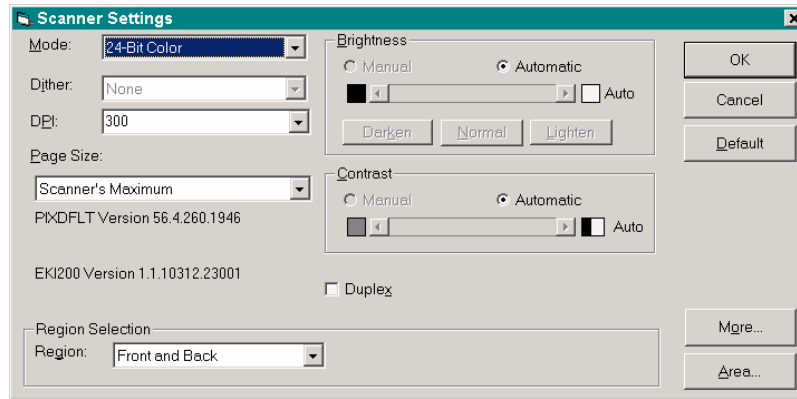 Scanner Settings
Mode: 24-Bit Color
Dither: None
DPI: 300
Page Size:
Scanner's Maximum
PIXDFLT Version 56.4.260.1946
EKI200 Version 1.1.10312.23001
Brightness
Manual Automatic
Auto
Darken Normal Lighten
Contrast
Manual Automatic
Auto
Duplex
Region Selection
Region: Front and Back
OK
Cancel
Default
More...
Area...